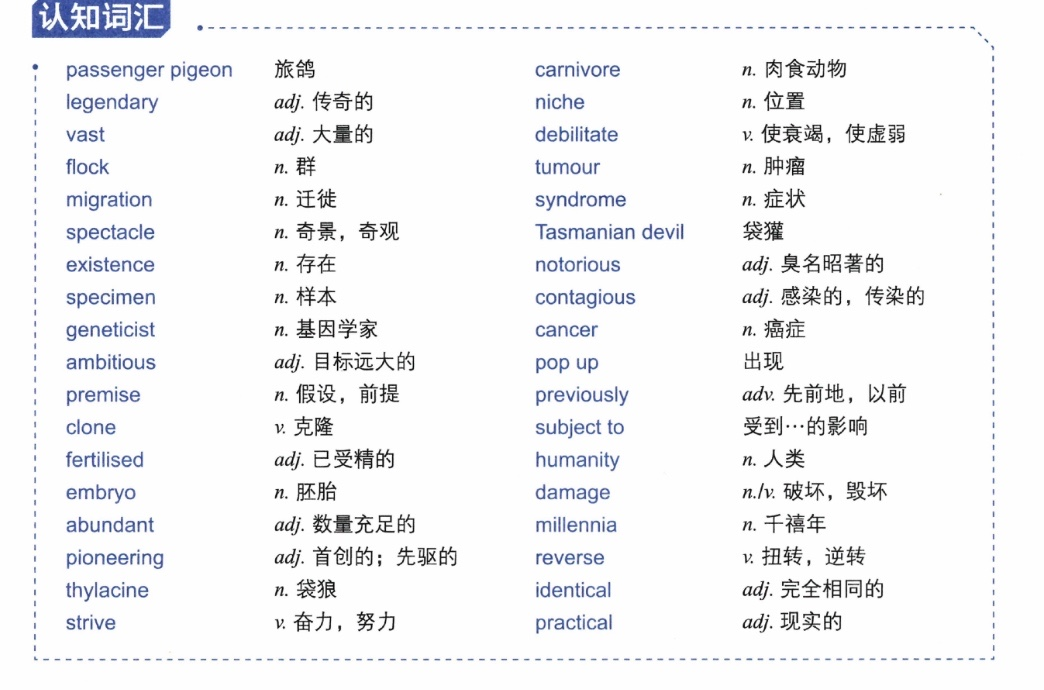 认知词汇
passenger pigeon 旅鸽
legendary adj. 传奇的
vast adj. 大量的
flock n. 群
migration n. 迁徙
spectacle n. 奇景，奇观
existence n. 存在
specimen n. 样本
geneticist n. 基因学家
ambitious adj. 目标远大的
premise n. 假设，前提
clone v. 克隆
fertilised adj. 已受精的
embryo n. 胚胎
abundant adj. 数量充足的
pioneering adj. 首创的；先驱的
thylacine n. 袋狼
strive v. 奋力，努力
carnivore n. 肉食动物
niche n. 位置
debilitate v. 使衰竭，使虚弱
tumour n. 肿瘤
syndrome n. 症状
Tasmanian devil 袋獾
notorious adj. 臭名昭著的
contagious adj. 感染的，传染的
cancer n. 癌症
pop up 出现
previously adv. 先前地，以前
subject to 受到…的影响
humanity n. 人类
damage n./v. 破坏，毁坏
millennia n. 千禧年
reverse v. 扭转，逆转
identical adj. 完全相同的
practical adj. 现实的